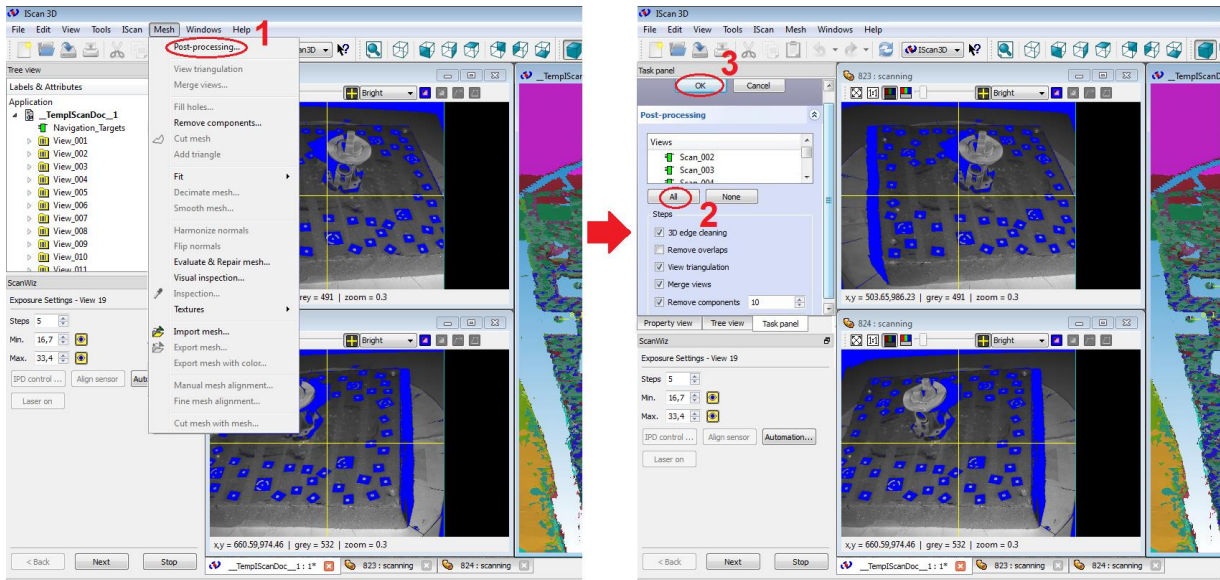 IScan 3D
File Edit View Tools IScan Mesh Windows Help 1
Tree view
Labels & Attributes
Application
__TempIScanDoc__1
Navigation_Targets
View_001
View_002
View_003
View_004
View_005
View_006
View_007
View_008
View_009
View_010
View_011
ScanWiz
Exposure Settings - View 19
Steps 5
Min. 16,7
Max. 33,4
IPD control ... Align sensor
Laser on
< Back Next Stop
Post-processing...
View triangulation
Merge views...
Fill holes...
Remove components...
Cut mesh
Add triangle
Fit
Decimate mesh...
Smooth mesh...
Harmonize normals
Flip normals
Evaluate & Repair mesh...
Visual inspection...
Inspection...
Textures
Import mesh...
Export mesh...
Export mesh with color...
Manual mesh alignment...
Fine mesh alignment...
Cut mesh with mesh...
Bright
grey = 491 | zoom = 0.3
Bright
x,y = 660.59,974.46 | grey = 532 | zoom = 0.3
__TempIScanDoc__1 : 1* 823 : scanning 824 : scanning
IScan 3D
File Edit View Tools IScan Mesh Windows Help
IScan3D
Task panel
3
OK Cancel
Post-processing
Views
Scan_002
Scan_003
Scan_004
All None
2
Steps
3D edge cleaning
Remove overlaps
View triangulation
Merge views
Remove components 10
Property view Tree view Task panel
ScanWiz
Exposure Settings - View 19
Steps 5
Min. 16,7
Max. 33,4
IPD control ... Align sensor Automation...
Laser on
< Back Next Stop
823 : scanning
[1:1] Bright
x,y = 503.65,986.23 | grey = 491 | zoom = 0.3
824 : scanning
[1:1] Bright
x,y = 660.59,974.46 | grey = 532 | zoom = 0.3
__TempIScanDoc__1 : 1* 823 : scanning 824 : scanning